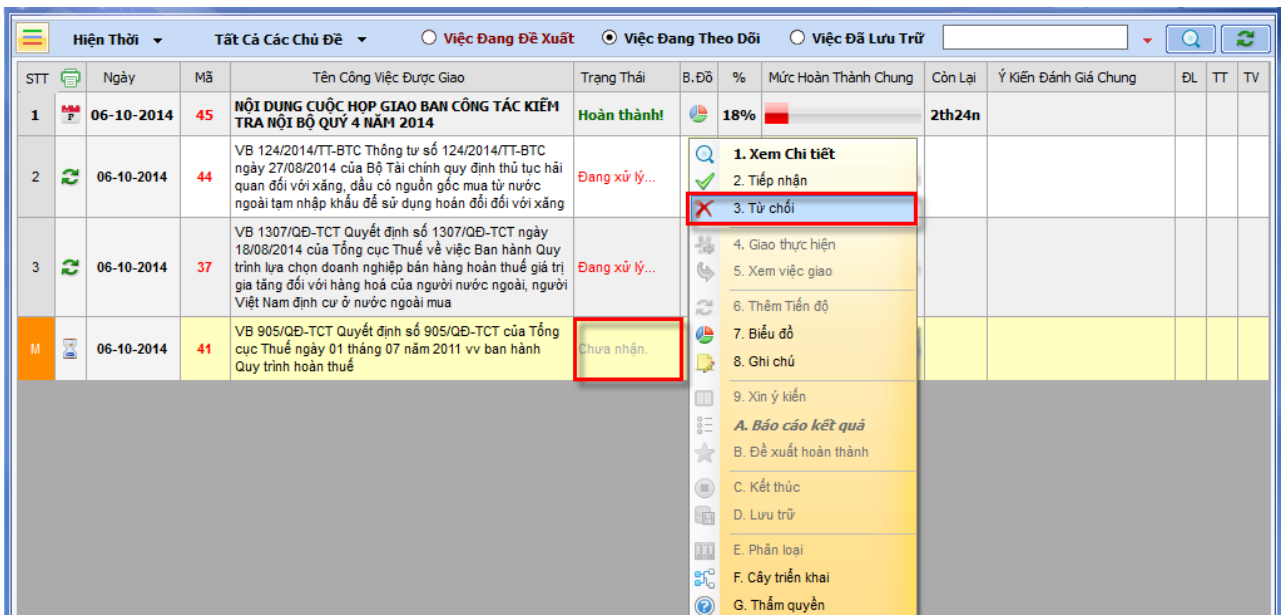 Hiện Thời Tất Cả Các Chủ Đề Việc Đang Đề Xuất Việc Đang Theo Dõi Việc Đã Lưu Trữ
STT Ngày Mã Tên Công Việc Được Giao Trạng Thái B.Đồ % Mức Hoàn Thành Chung Còn Lại Ý Kiến Đánh Giá Chung ĐL TT TV
1 06-10-2014 45 NỘI DUNG CUỘC HỌP GIAO BAN CÔNG TÁC KIỂM
TRA NỘI BỘ QUÝ 4 NĂM 2014
Hoàn thành! 18% 2th24n
2 06-10-2014 44
VB 124/2014/TT-BTC Thông tư số 124/2014/TT-BTC
ngày 27/08/2014 của Bộ Tài chính quy định thủ tục hải
quan đối với xăng, dầu có nguồn gốc mua từ nước
ngoài tạm nhập khẩu để sử dụng hoán đổi đối với xăng
Đang xử lý...
3 06-10-2014 37
VB 1307/QĐ-TCT Quyết định số 1307/QĐ-TCT ngày
18/08/2014 của Tổng cục Thuế về việc Ban hành Quy
trình lựa chọn doanh nghiệp bán hàng hoàn thuế giá trị
gia tăng đối với hàng hoá của người nước ngoài, người
Việt Nam định cư ở nước ngoài mua
Đang xử lý...
M 06-10-2014 41
VB 905/QĐ-TCT Quyết định số 905/QĐ-TCT của Tổng
cục Thuế ngày 01 tháng 07 năm 2011 vv ban hành
Quy trình hoàn thuế
Chưa nhận.
1. Xem Chi tiết
2. Tiếp nhận
3. Từ chối
4. Giao thực hiện
5. Xem việc giao
6. Thêm Tiến độ
7. Biểu đồ
8. Ghi chú
9. Xin ý kiến
A. Báo cáo kết quả
B. Đề xuất hoàn thành
C. Kết thúc
D. Lưu trữ
E. Phân loại
F. Cây triển khai
G. Thẩm quyền